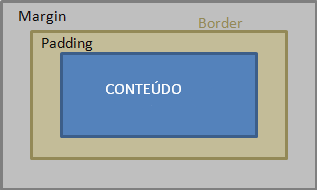 Margin
Border
Padding
CONTEÚDO